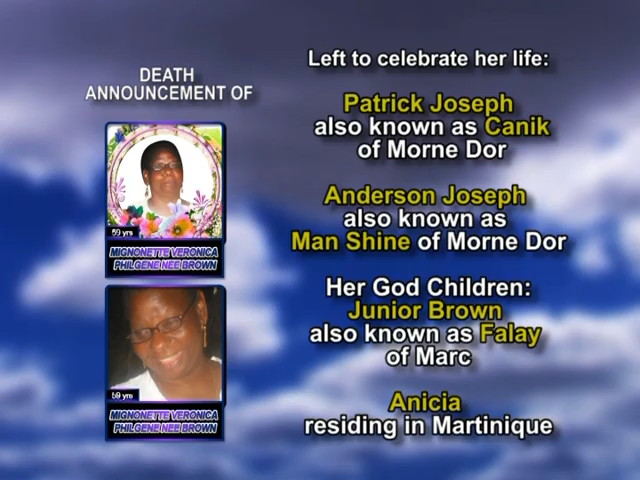 DEATH
ANNOUNCEMENT OF
59 yrs
MIGNONETTE VERONICA
PHILGENE NEE BROWN
59 yrs
MIGNONETTE VERONICA
PHILGENE NEE BROWN
Left to celebrate her life:
Patrick Joseph
also known as Canik
of Morne Dor
Anderson Joseph
also known as
Man Shine of Morne Dor
Her God Children:
Junior Brown
also known as Falay
of Marc
Anicia
residing in Martinique